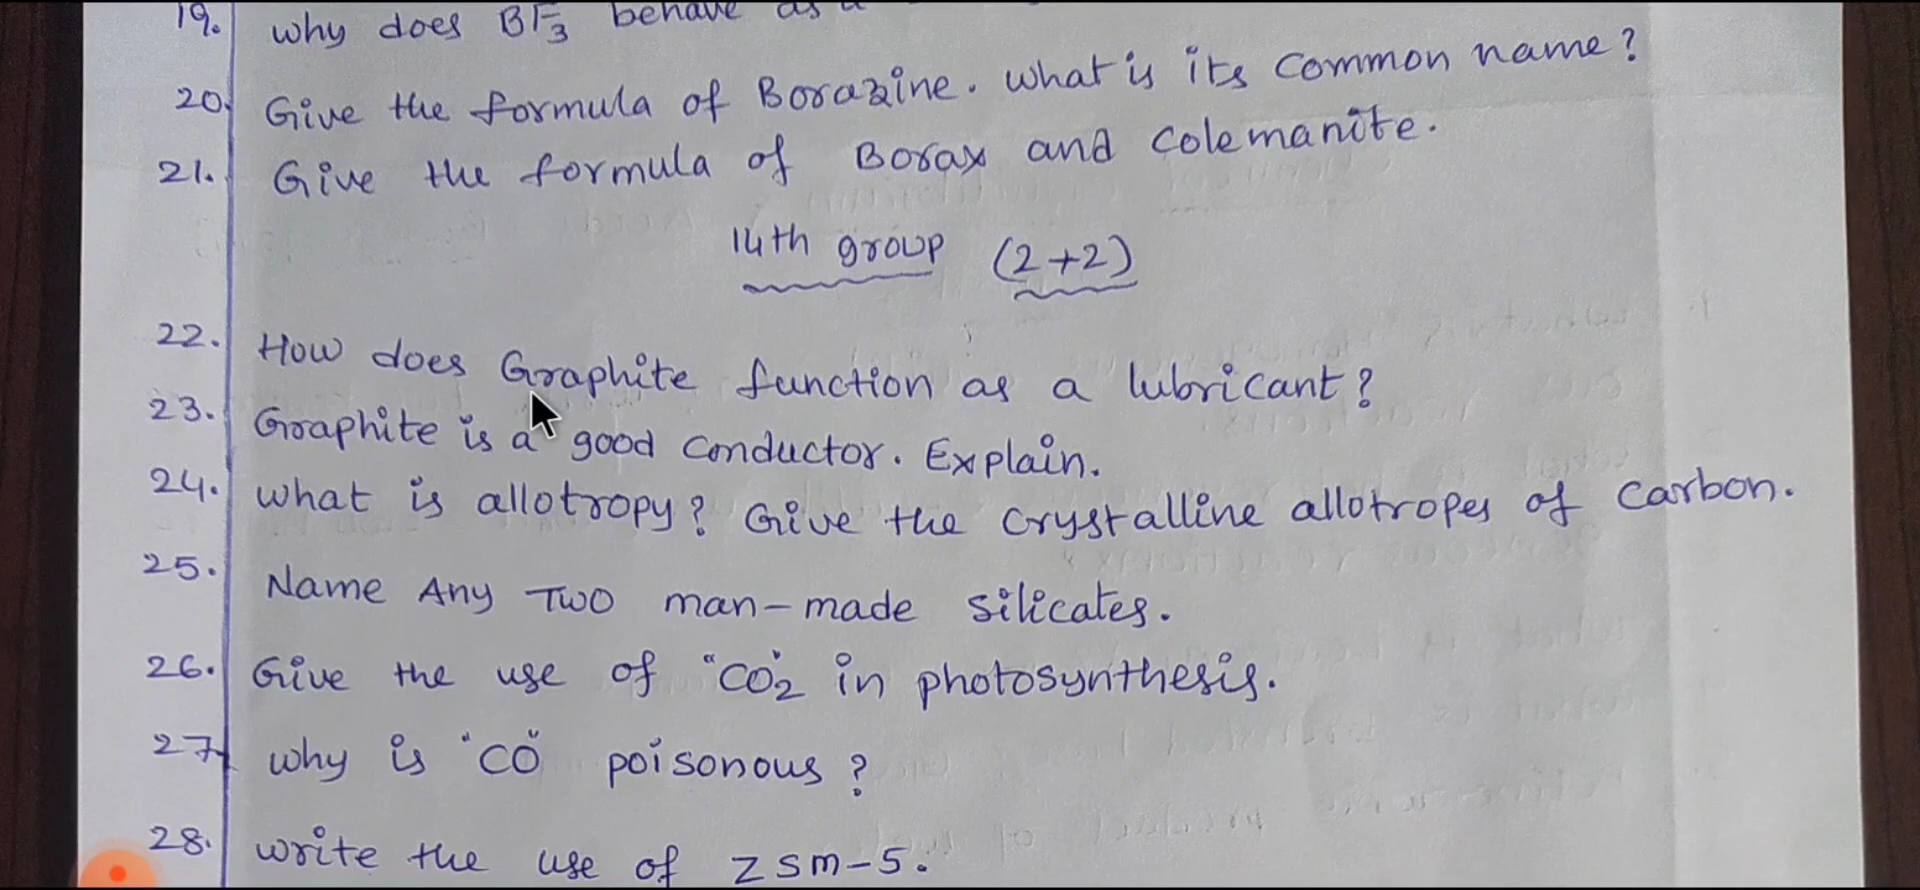 19. Why does BF3 behave as a
20. Give the formula of Borazine. What is its common name?
21. Give the formula of Borax and Colemanite.
14th group (2+2)
22. How does Graphite function as a lubricant?
23. Graphite is a good conductor. Explain.
24. What is allotropy? Give the crystalline allotropes of carbon.
25. Name Any Two man-made silicates.
26. Give the use of "CO2" in photosynthesis.
27. Why is "CO" poisonous?
28. Write the use of ZSM-5.